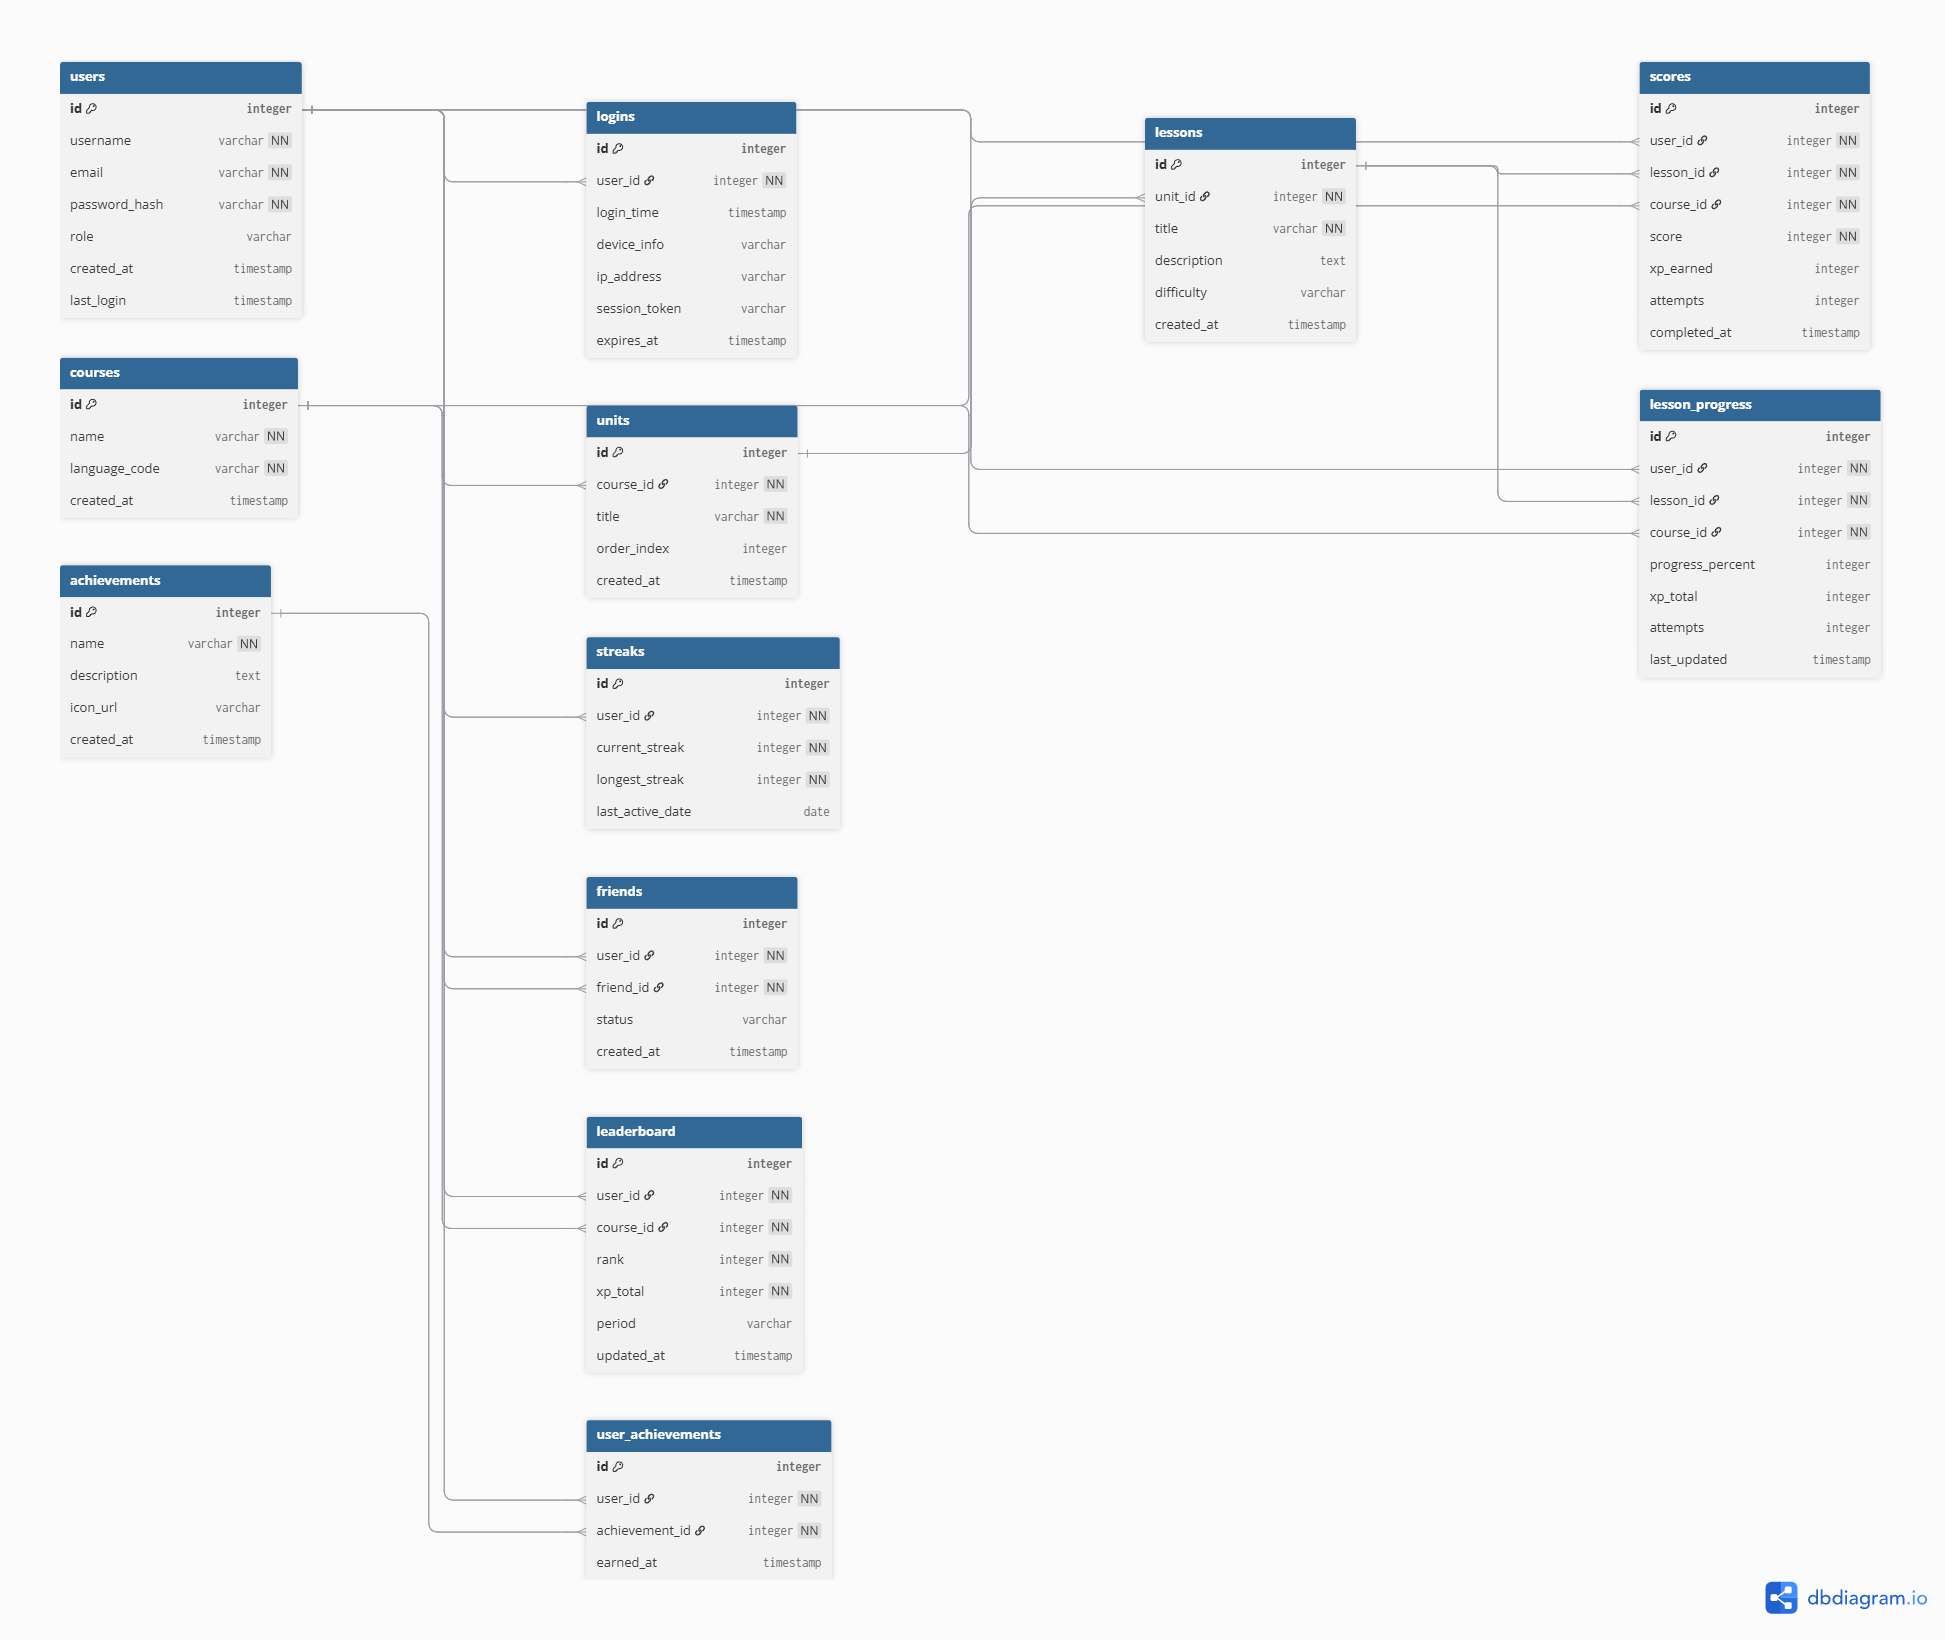 users
id integer
username varchar NN
email varchar NN
password_hash varchar NN
role varchar
created_at timestamp
last_login timestamp
courses
id integer
name varchar NN
language_code varchar NN
created_at timestamp
achievements
id integer
name varchar NN
description text
icon_url varchar
created_at timestamp
logins
id integer
user_id integer NN
login_time timestamp
device_info varchar
ip_address varchar
session_token varchar
expires_at timestamp
units
id integer
course_id integer NN
title varchar NN
order_index integer
created_at timestamp
streaks
id integer
user_id integer NN
current_streak integer NN
longest_streak integer NN
last_active_date date
friends
id integer
user_id integer NN
friend_id integer NN
status varchar
created_at timestamp
leaderboard
id integer
user_id integer NN
course_id integer NN
rank integer NN
xp_total integer NN
period varchar
updated_at timestamp
user_achievements
id integer
user_id integer NN
achievement_id integer NN
earned_at timestamp
lessons
id integer
unit_id integer NN
title varchar NN
description text
difficulty varchar
created_at timestamp
scores
id integer
user_id integer NN
lesson_id integer NN
course_id integer NN
score integer NN
xp_earned integer
attempts integer
completed_at timestamp
lesson_progress
id integer
user_id integer NN
lesson_id integer NN
course_id integer NN
progress_percent integer
xp_total integer
attempts integer
last_updated timestamp
dbdiagram.io